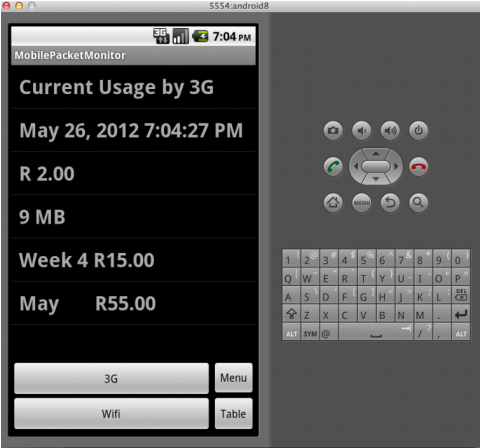 5554:android8
3G 7:04 PM
MobilePacketMonitor
Current Usage by 3G
May 26, 2012 7:04:27 PM
R 2.00
9 MB
Week 4 R15.00
May R55.00
3G Menu
Wifi Table
MENU
1 ! 2 @ 3 # 4 $ 5 % 6 ^ 7 & 8 * 9 ( 0 )
Q W E R T Y U I O P
A S D F G H J K L DEL
Z X C V B N M .
ALT SYM @ / ? , ALT